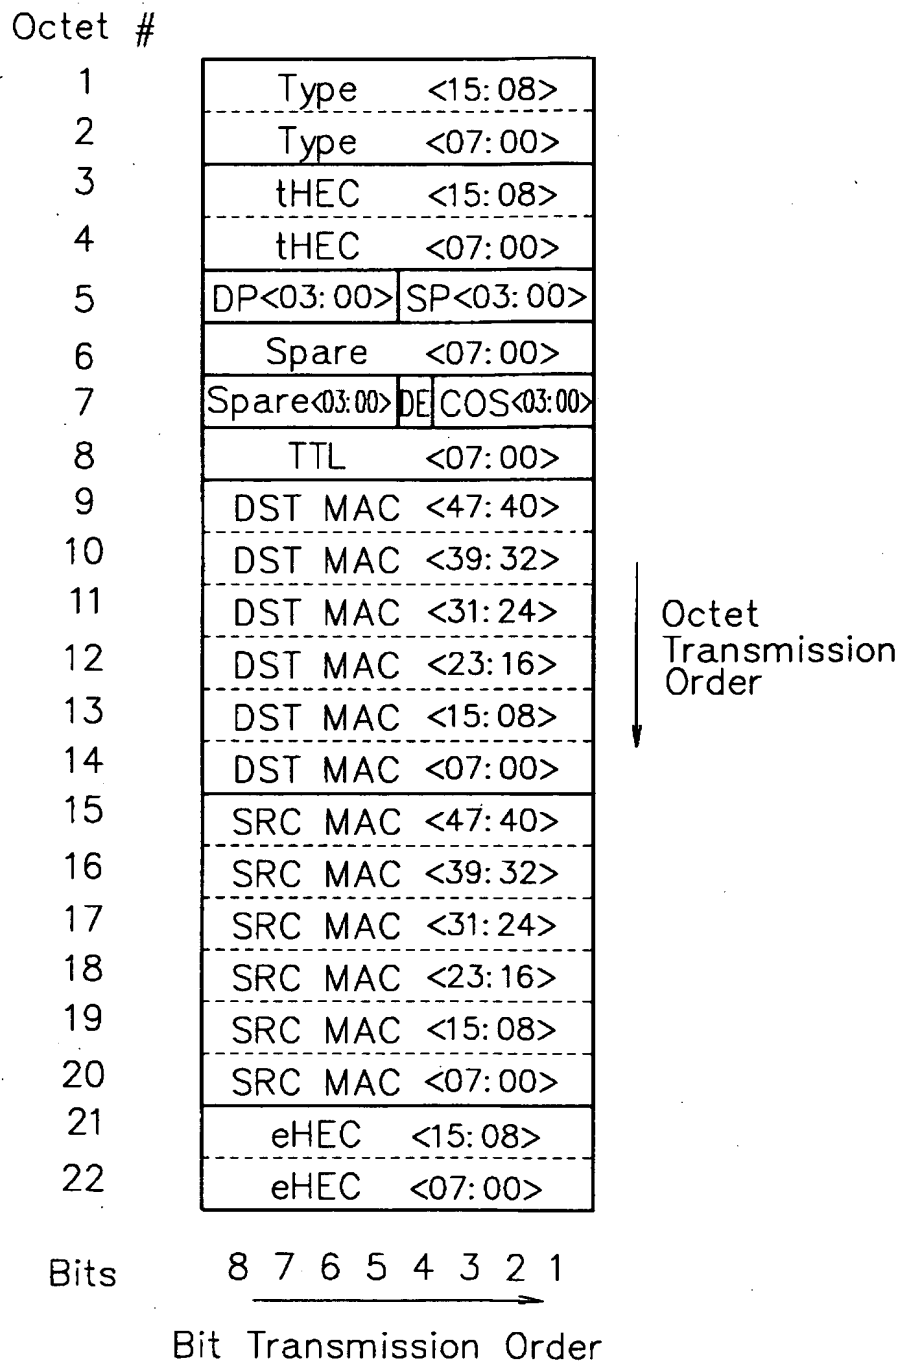 Octet #
1 Type <15:08>
2 Type <07:00>
3 tHEC <15:08>
4 tHEC <07:00>
5 DP<03:00> SP<03:00>
6 Spare <07:00>
7 Spare<03:00> DE COS<03:00>
8 TTL <07:00>
9 DST MAC <47:40>
10 DST MAC <39:32>
11 DST MAC <31:24>
12 DST MAC <23:16>
13 DST MAC <15:08>
14 DST MAC <07:00>
15 SRC MAC <47:40>
16 SRC MAC <39:32>
17 SRC MAC <31:24>
18 SRC MAC <23:16>
19 SRC MAC <15:08>
20 SRC MAC <07:00>
21 eHEC <15:08>
22 eHEC <07:00>
Octet
Transmission
Order
Bits 8 7 6 5 4 3 2 1
Bit Transmission Order